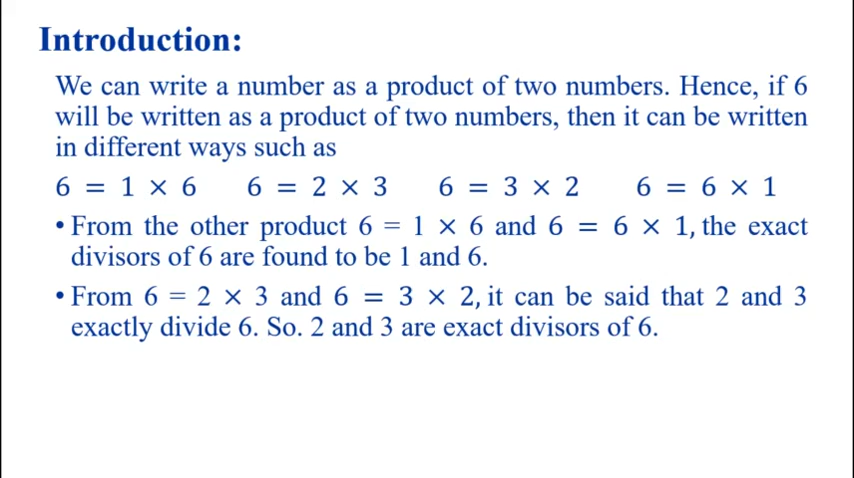 Introduction:
We can write a number as a product of two numbers. Hence, if 6
will be written as a product of two numbers, then it can be written
in different ways such as
6 = 1 × 6 6 = 2 × 3 6 = 3 × 2 6 = 6 × 1
• From the other product 6 = 1 × 6 and 6 = 6 × 1, the exact
divisors of 6 are found to be 1 and 6.
• From 6 = 2 × 3 and 6 = 3 × 2, it can be said that 2 and 3
exactly divide 6. So. 2 and 3 are exact divisors of 6.